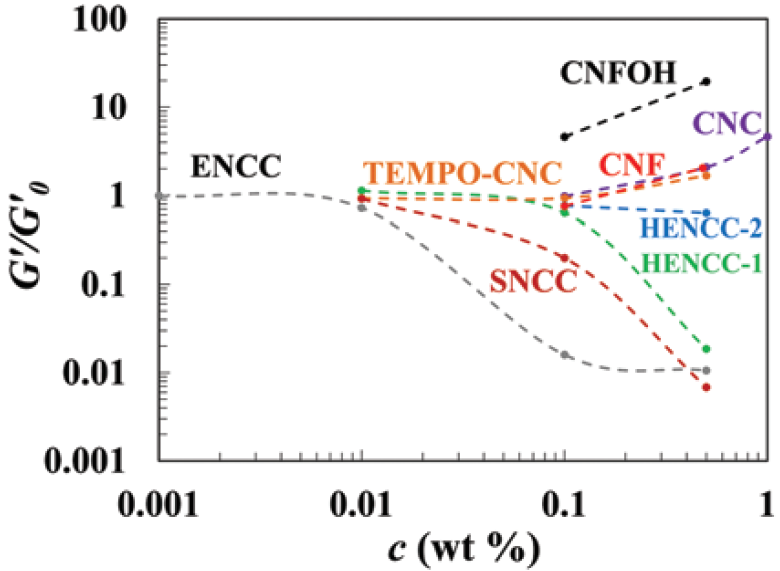 100
10
1
0.1
0.01
0.001
G'/G'₀
CNFOH
CNC
ENCC
TEMPO-CNC
CNF
HENCC-2
HENCC-1
SNCC
0.001
0.01
0.1
1
c (wt %)